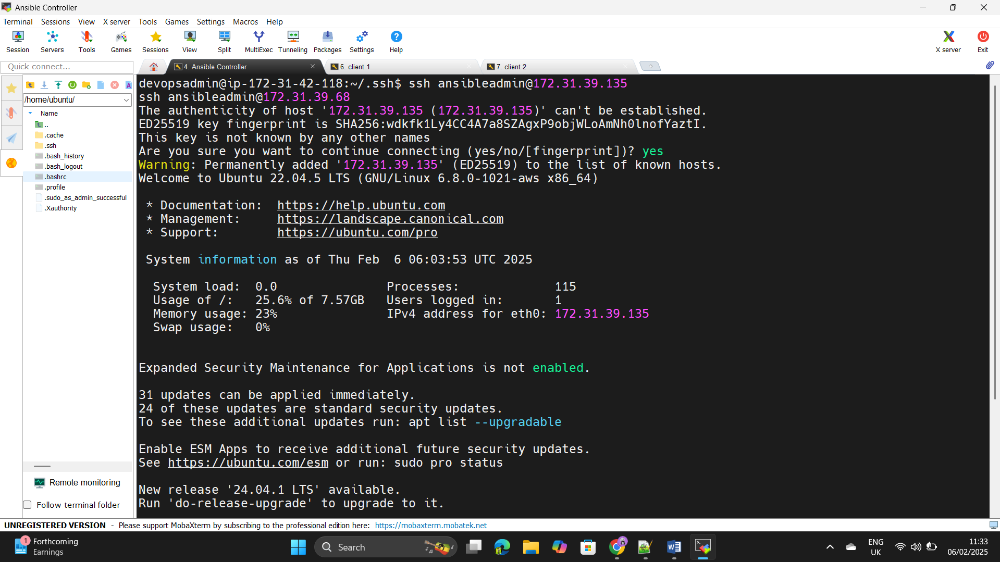 Ansible Controller
Terminal Sessions View X server Tools Games Settings Macros Help
Session Servers Tools Games Sessions View Split MultiExec Tunneling Packages Settings Help X server Exit
Quick connect...
4. Ansible Controller
6. client 1
7. client 2
/home/ubuntu/
Name
..
.cache
.ssh
.bash_history
.bash_logout
.bashrc
.profile
.sudo_as_admin_successful
.Xauthority
Remote monitoring
Follow terminal folder
devopsadmin@ip-172-31-42-118:~/.ssh$ ssh ansibleadmin@172.31.39.135
ssh ansibleadmin@172.31.39.68
The authenticity of host '172.31.39.135 (172.31.39.135)' can't be established.
ED25519 key fingerprint is SHA256:wdkfk1Ly4CC4A7a8SZAgxP9objWLoAmNh0lnofYaztI.
This key is not known by any other names
Are you sure you want to continue connecting (yes/no/[fingerprint])? yes
Warning: Permanently added '172.31.39.135' (ED25519) to the list of known hosts.
Welcome to Ubuntu 22.04.5 LTS (GNU/Linux 6.8.0-1021-aws x86_64)
* Documentation: https://help.ubuntu.com
* Management: https://landscape.canonical.com
* Support: https://ubuntu.com/pro
System information as of Thu Feb 6 06:03:53 UTC 2025
System load: 0.0 Processes: 115
Usage of /: 25.6% of 7.57GB Users logged in: 1
Memory usage: 23% IPv4 address for eth0: 172.31.39.135
Swap usage: 0%
Expanded Security Maintenance for Applications is not enabled.
31 updates can be applied immediately.
24 of these updates are standard security updates.
To see these additional updates run: apt list --upgradable
Enable ESM Apps to receive additional future security updates.
See https://ubuntu.com/esm or run: sudo pro status
New release '24.04.1 LTS' available.
Run 'do-release-upgrade' to upgrade to it.
UNREGISTERED VERSION - Please support MobaXterm by subscribing to the professional edition here: https://mobaxterm.mobatek.net
1
Forthcoming
Earnings
Search
ENG
UK
11:33
06/02/2025